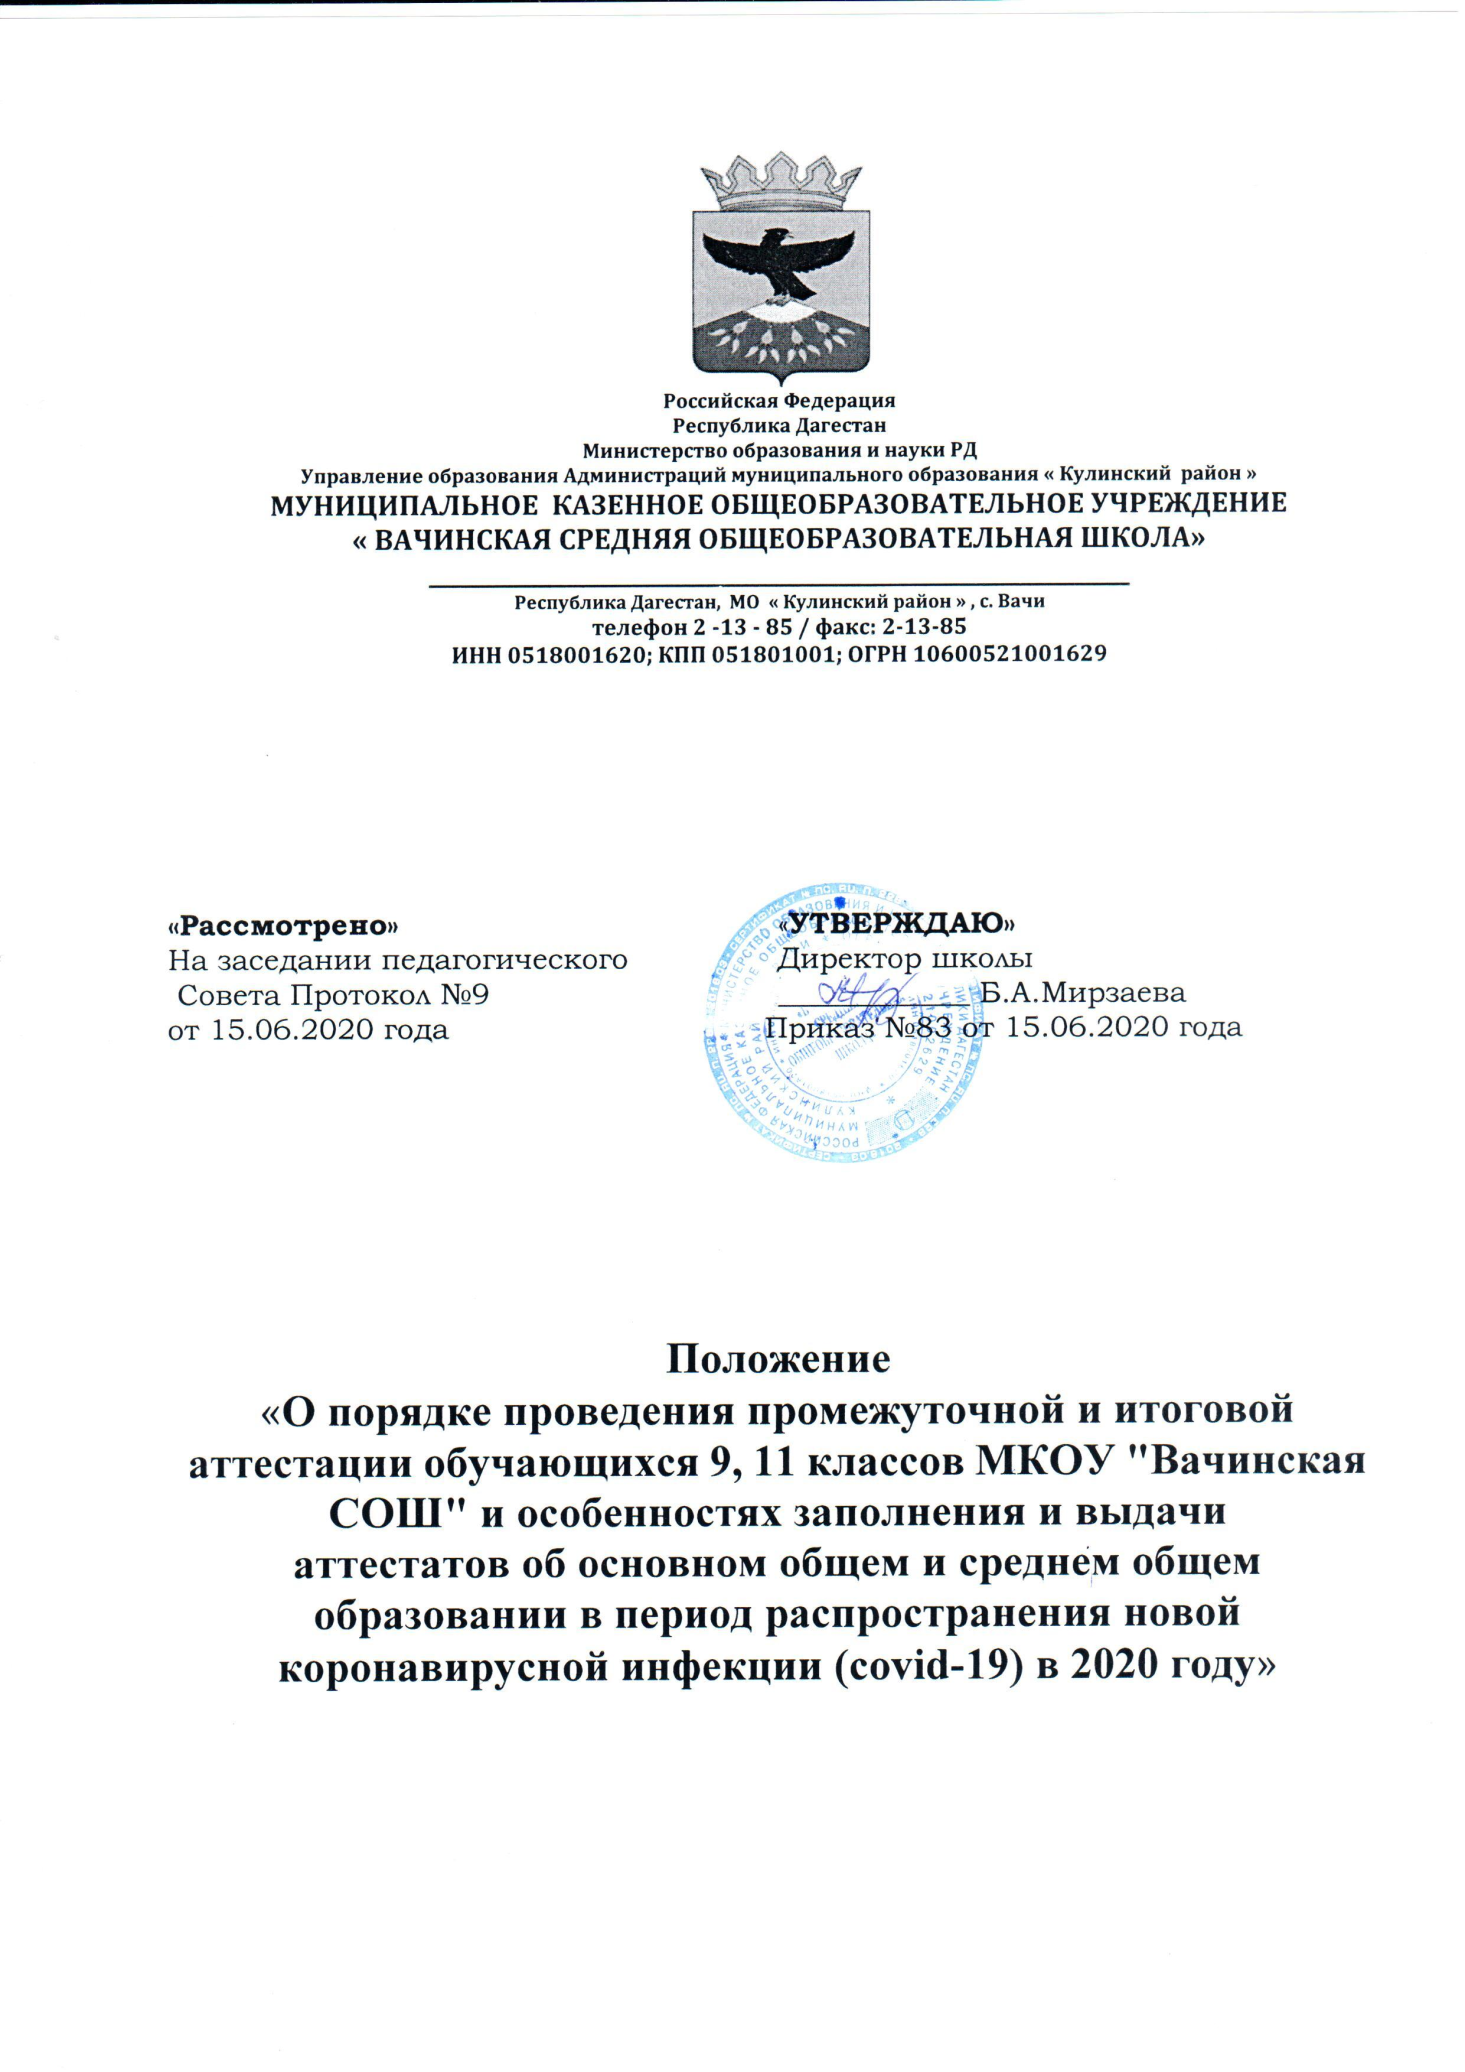 Российская Федерация
Республика Дагестан
Министерство образования и науки РД
Управление образования Администраций муниципального образования « Кулинский район »
МУНИЦИПАЛЬНОЕ КАЗЕННОЕ ОБЩЕОБРАЗОВАТЕЛЬНОЕ УЧРЕЖДЕНИЕ
« ВАЧИНСКАЯ СРЕДНЯЯ ОБЩЕОБРАЗОВАТЕЛЬНАЯ ШКОЛА»
Республика Дагестан, МО « Кулинский район » , с. Вачи
телефон 2 -13 - 85 / факс: 2-13-85
ИНН 0518001620; КПП 051801001; ОГРН 10600521001629
«Рассмотрено»
На заседании педагогического
Совета Протокол №9
от 15.06.2020 года
«УТВЕРЖДАЮ»
Директор школы
____________ Б.А.Мирзаева
Приказ №83 от 15.06.2020 года
Положение
«О порядке проведения промежуточной и итоговой
аттестации обучающихся 9, 11 классов МКОУ "Вачинская
СОШ" и особенностях заполнения и выдачи
аттестатов об основном общем и среднем общем
образовании в период распространения новой
коронавирусной инфекции (covid-19) в 2020 году»